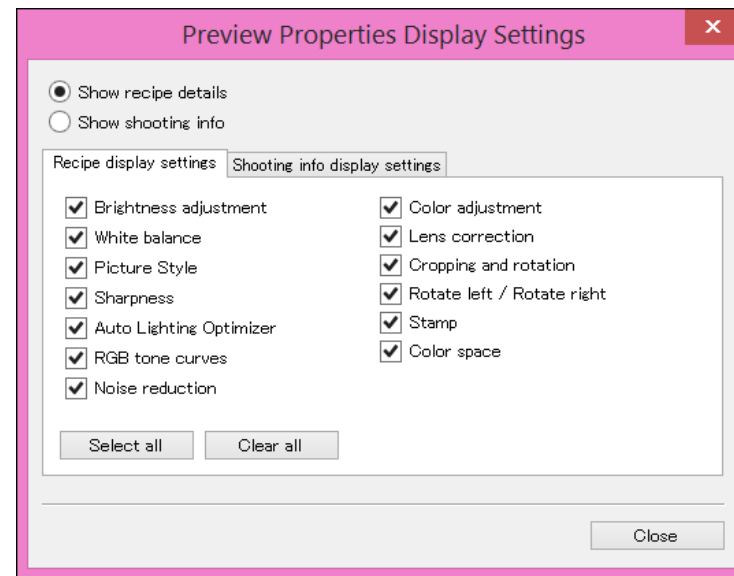 Preview Properties Display Settings
Show recipe details
Show shooting info
Recipe display settings
Shooting info display settings
Brightness adjustment
White balance
Picture Style
Sharpness
Auto Lighting Optimizer
RGB tone curves
Noise reduction
Color adjustment
Lens correction
Cropping and rotation
Rotate left / Rotate right
Stamp
Color space
Select all
Clear all
Close